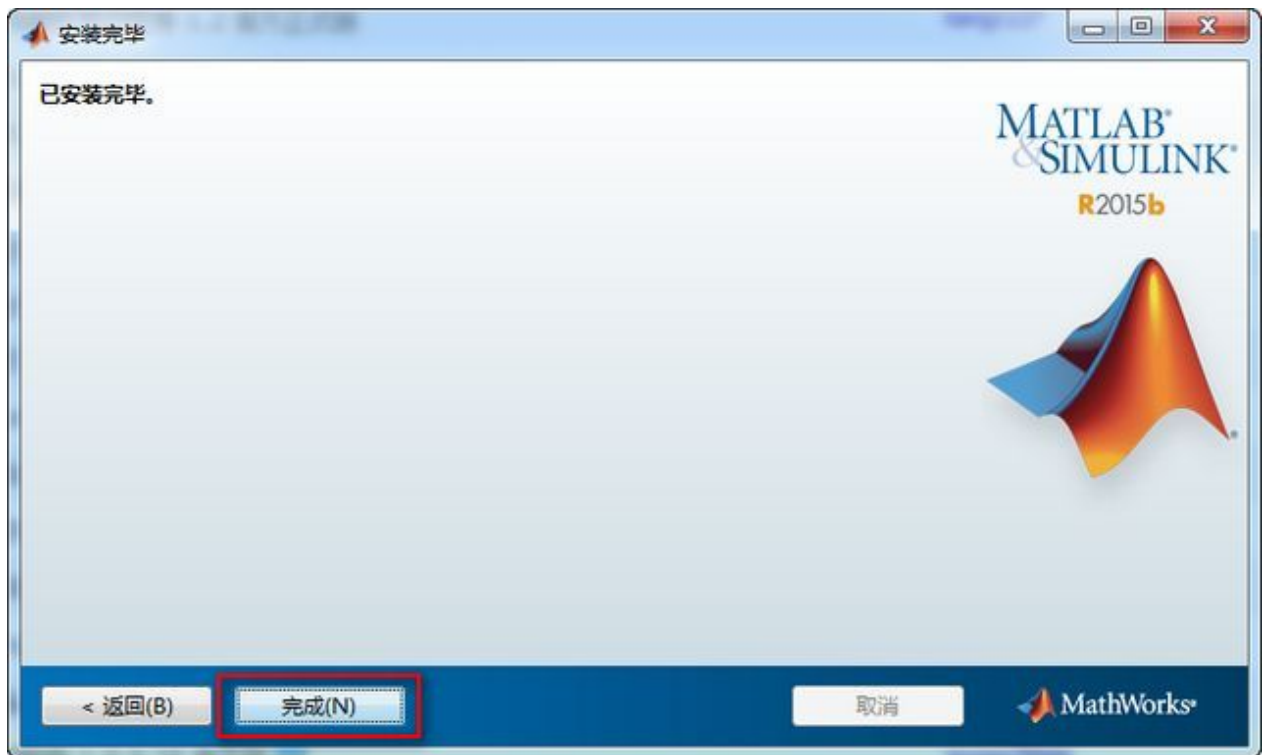 安装完毕
已安装完毕。
MATLAB®
&SIMULINK®
R2015b
< 返回(B)
完成(N)
取消
MathWorks®